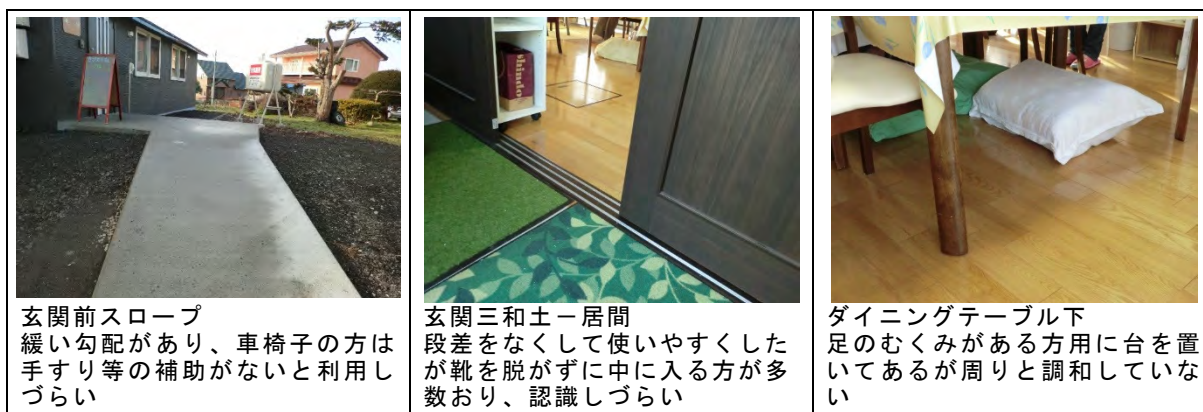 玄関前スロープ
緩い勾配があり、車椅子の方は
手すり等の補助がないと利用し
づらい
玄関三和土－居間
段差をなくして使いやすくした
が靴を脱がずに中に入る方が多
数おり、認識しづらい
ダイニングテーブル下
足のむくみがある方用に台を置
いてあるが周りと調和していな
い